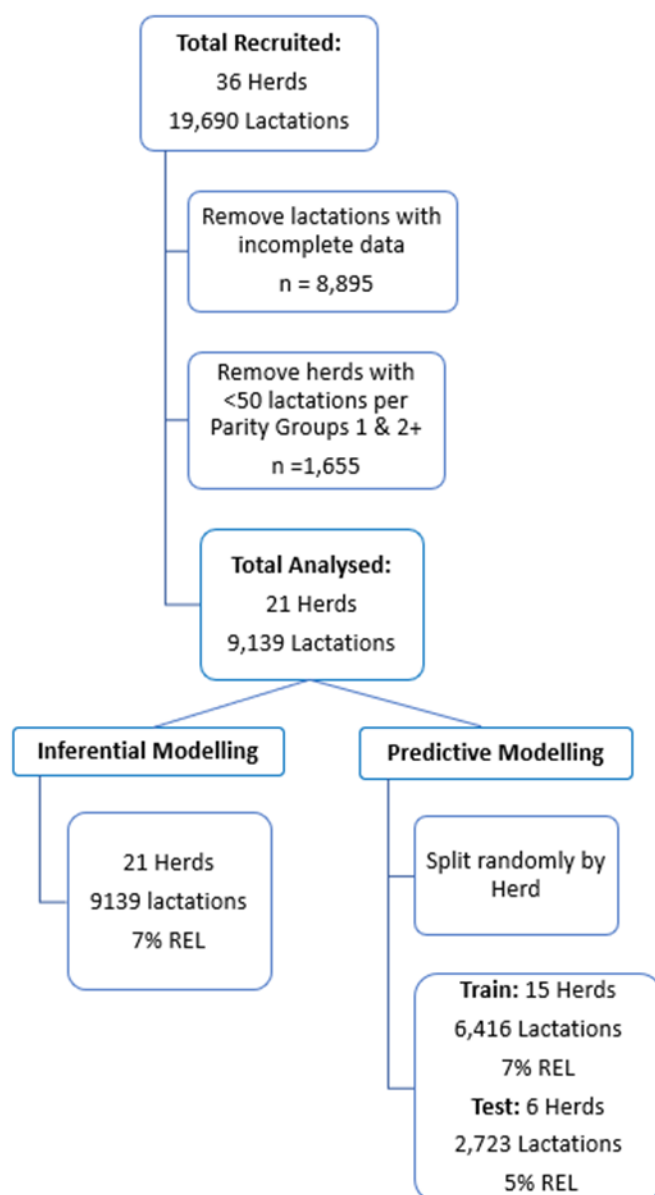 Total Recruited:
36 Herds
19,690 Lactations
Remove lactations with
incomplete data
n = 8,895
Remove herds with
<50 lactations per
Parity Groups 1 & 2+
n =1,655
Total Analysed:
21 Herds
9,139 Lactations
Inferential Modelling
21 Herds
9139 lactations
7% REL
Predictive Modelling
Split randomly by
Herd
Train: 15 Herds
6,416 Lactations
7% REL
Test: 6 Herds
2,723 Lactations
5% REL